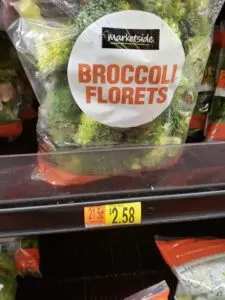 marketside
BROCCOLI
FLORETS
$2.58